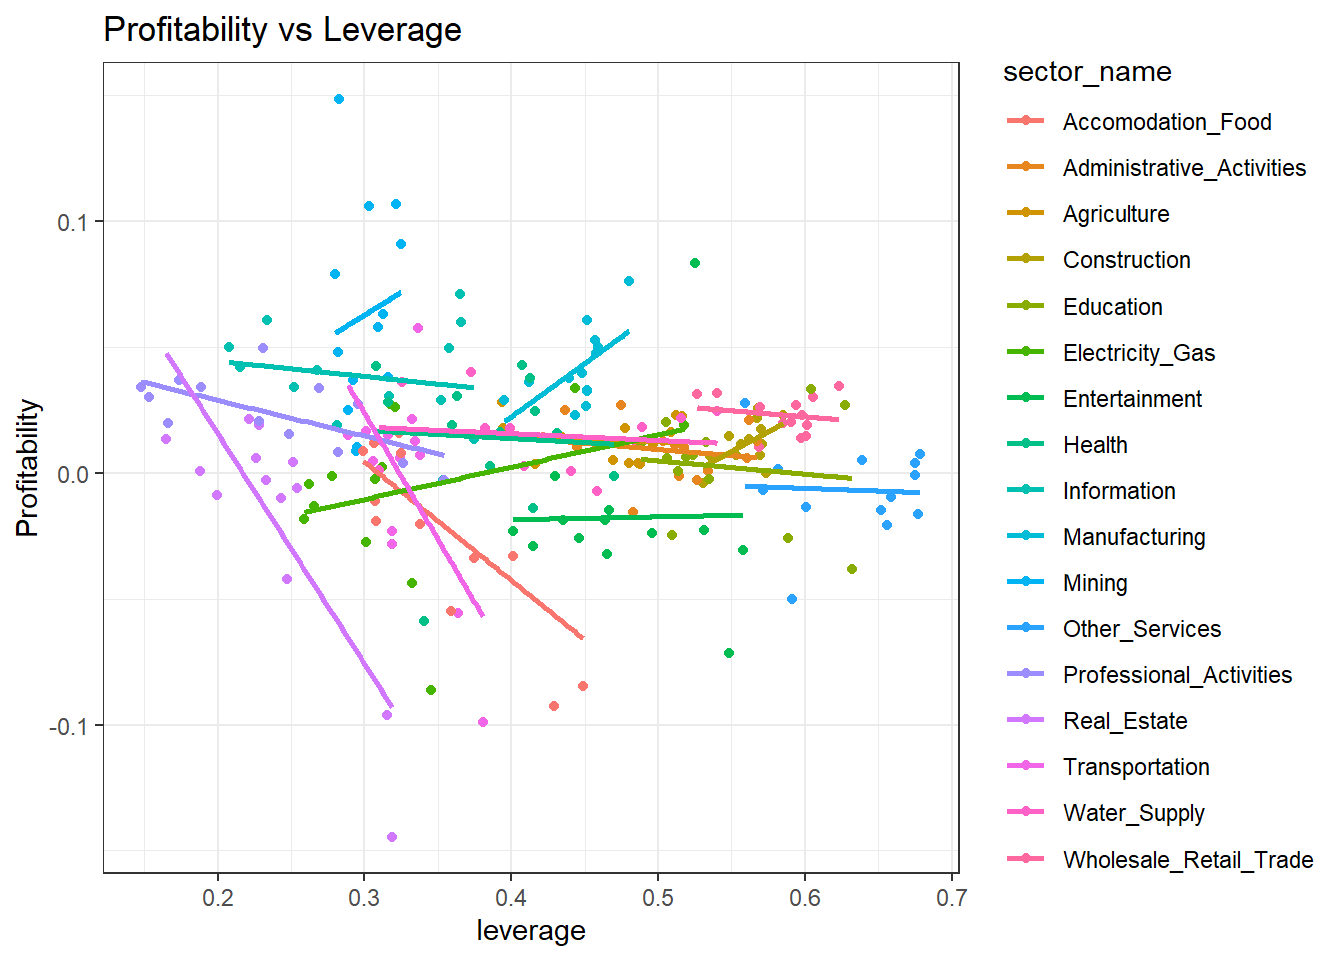 Profitability vs Leverage
Profitability
0.1
0.0
-0.1
0.2
0.3
0.4
0.5
0.6
0.7
leverage
sector_name
Accomodation_Food
Administrative_Activities
Agriculture
Construction
Education
Electricity_Gas
Entertainment
Health
Information
Manufacturing
Mining
Other_Services
Professional_Activities
Real_Estate
Transportation
Water_Supply
Wholesale_Retail_Trade